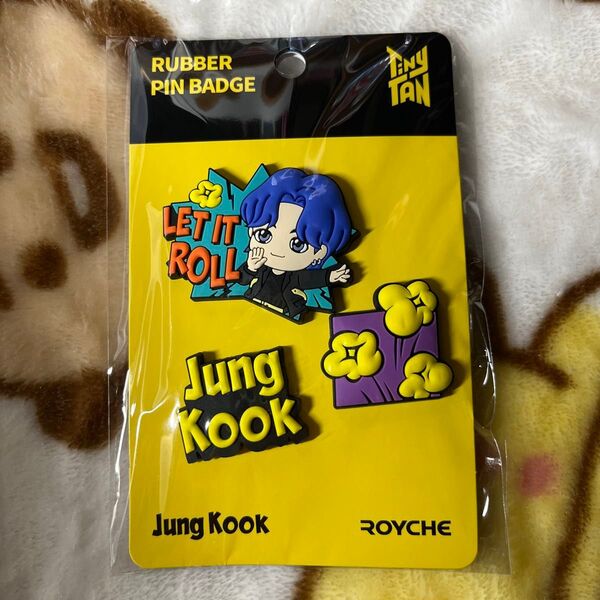 RUBBER
PIN BADGE
TinyTAN
LET IT
ROLL
Jung
Kook
Jung Kook
ROYCHE